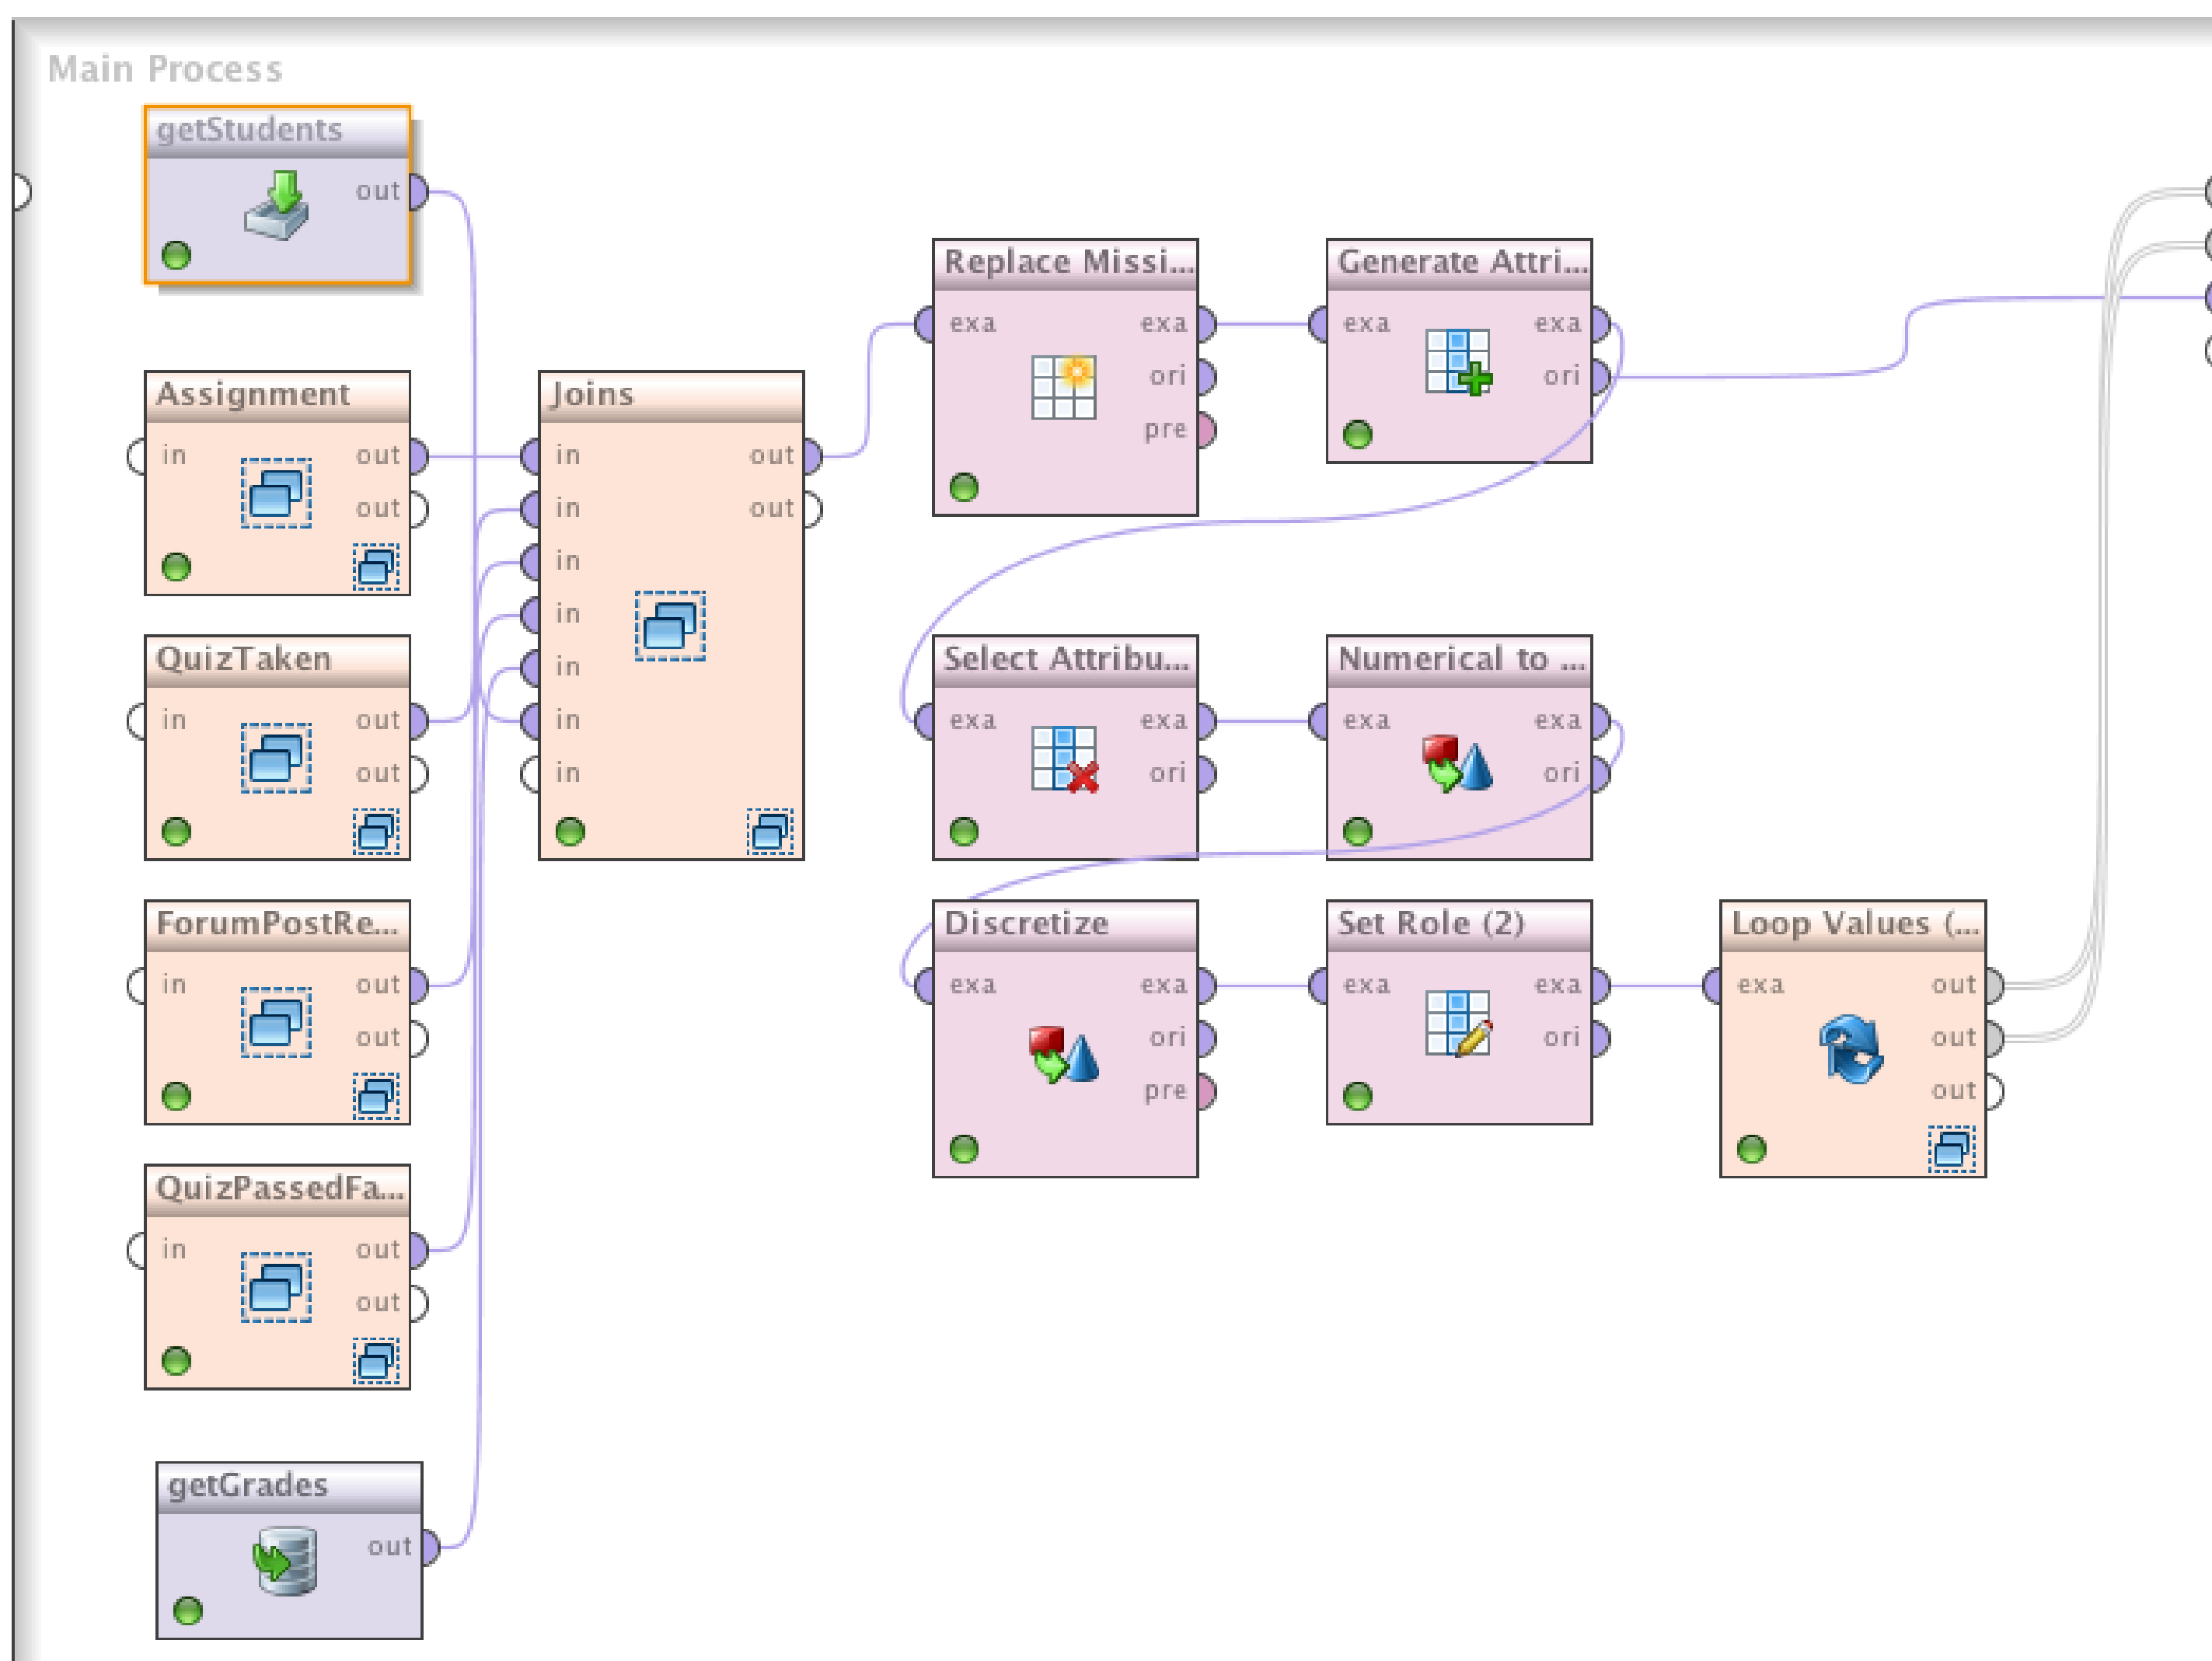 Main Process
getStudents
out
Assignment
in out
out
QuizTaken
in out
out
ForumPostRe...
in out
out
QuizPassedFa...
in out
out
getGrades
out
Joins
in out
in out
in
in
in
in
in
Replace Missi...
exa exa
ori
pre
Generate Attri...
exa exa
ori
Select Attribu...
exa exa
ori
Numerical to ...
exa exa
ori
Discretize
exa exa
ori
pre
Set Role (2)
exa exa
ori
Loop Values (...
exa out
out
out